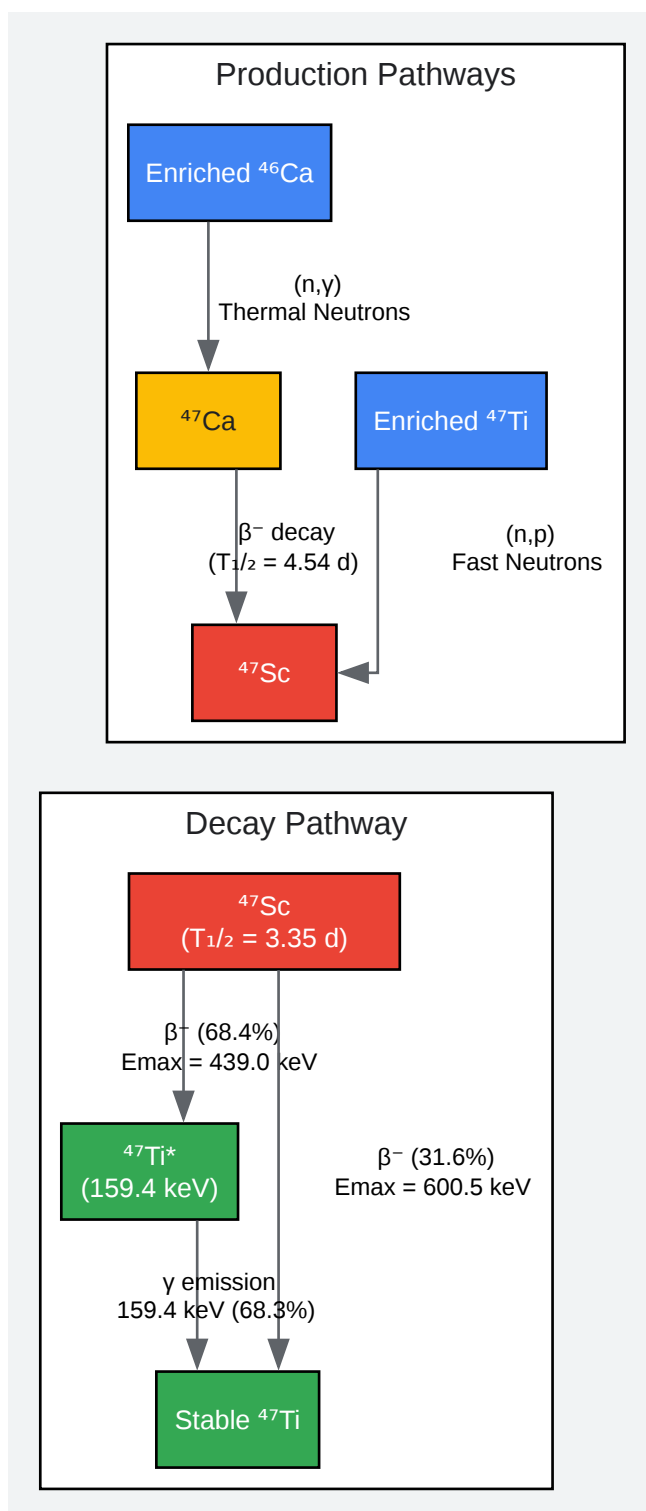 Production Pathways
Enriched ⁴⁶Ca
(n,γ)
Thermal Neutrons
⁴⁷Ca
Enriched ⁴⁷Ti
β⁻ decay
(T₁/₂ = 4.54 d)
(n,p)
Fast Neutrons
⁴⁷Sc
Decay Pathway
⁴⁷Sc
(T₁/₂ = 3.35 d)
β⁻ (68.4%)
Emax = 439.0 keV
⁴⁷Ti*
(159.4 keV)
β⁻ (31.6%)
Emax = 600.5 keV
γ emission
159.4 keV (68.3%)
Stable ⁴⁷Ti